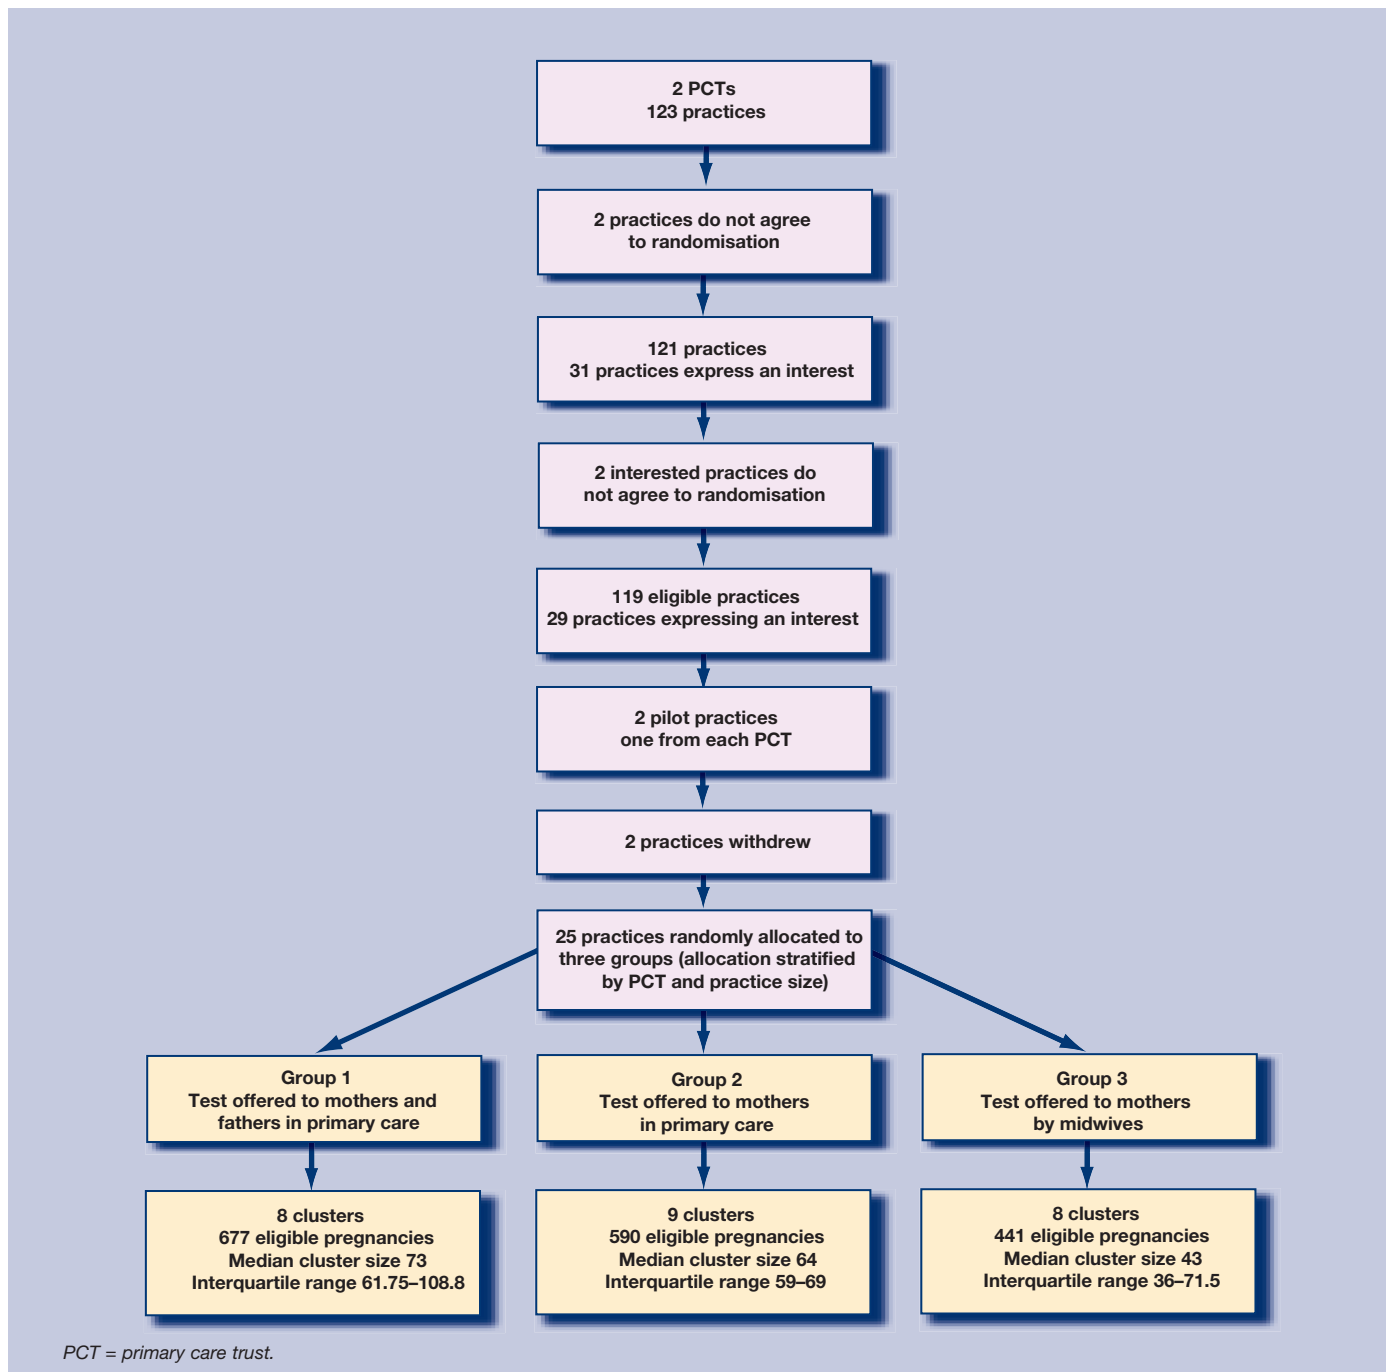 2 PCTs
123 practices
2 practices do not agree
to randomisation
121 practices
31 practices express an interest
2 interested practices do
not agree to randomisation
119 eligible practices
29 practices expressing an interest
2 pilot practices
one from each PCT
2 practices withdrew
25 practices randomly allocated to
three groups (allocation stratified
by PCT and practice size)
Group 1
Test offered to mothers and
fathers in primary care
Group 2
Test offered to mothers
in primary care
Group 3
Test offered to mothers
by midwives
8 clusters
677 eligible pregnancies
Median cluster size 73
Interquartile range 61.75–108.8
9 clusters
590 eligible pregnancies
Median cluster size 64
Interquartile range 59–69
8 clusters
441 eligible pregnancies
Median cluster size 43
Interquartile range 36–71.5
PCT = primary care trust.